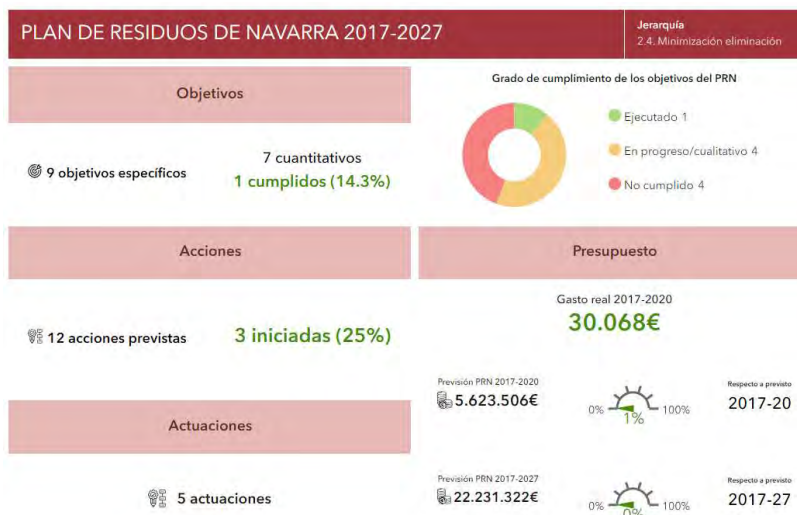 PLAN DE RESIDUOS DE NAVARRA 2017-2027
Jerarquía
2.4. Minimización eliminación
Objetivos
9 objetivos específicos
7 cuantitativos
1 cumplidos (14.3%)
Grado de cumplimiento de los objetivos del PRN
Ejecutado 1
En progreso/cualitativo 4
No cumplido 4
Acciones
12 acciones previstas
3 iniciadas (25%)
Presupuesto
Gasto real 2017-2020
30.068€
Previsión PRN 2017-2020
5.623.506€
0%
1%
100%
Respecto a previsto
2017-20
Actuaciones
5 actuaciones
Previsión PRN 2017-2027
22.231.322€
0%
0%
100%
Respecto a previsto
2017-27